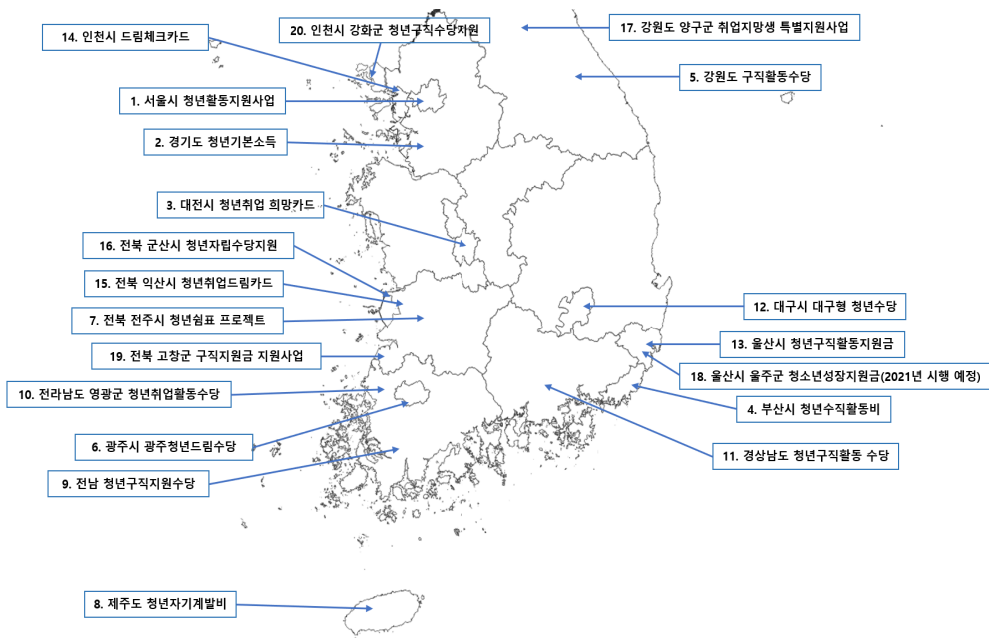 20. 인천시 강화군 청년구직수당지원
17. 강원도 양구군 취업지망생 특별지원사업
14. 인천시 드림체크카드
5. 강원도 구직활동수당
1. 서울시 청년활동지원사업
2. 경기도 청년기본소득
3. 대전시 청년취업 희망카드
16. 전북 군산시 청년자립수당지원
15. 전북 익산시 청년취업드림카드
12. 대구시 대구형 청년수당
7. 전북 전주시 청년쉼표 프로젝트
13. 울산시 청년구직활동지원금
19. 전북 고창군 구직지원금 지원사업
18. 울산시 울주군 청소년성장지원금(2021년 시행 예정)
10. 전라남도 영광군 청년취업활동수당
4. 부산시 청년수직활동비
6. 광주시 광주청년드림수당
11. 경상남도 청년구직활동 수당
9. 전남 청년구직지원수당
8. 제주도 청년자기계발비